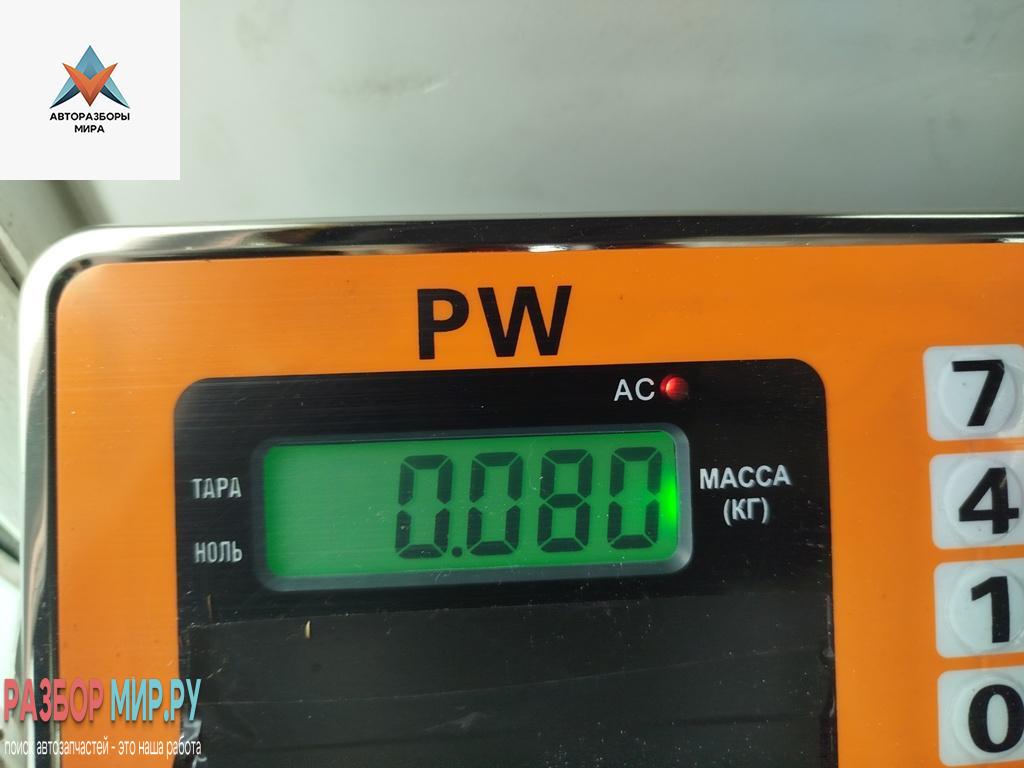 АВТОРАЗБОРЫ
МИРА
PW
AC
7
ТАРА
0.080
МАССА
(КГ)
4
НОЛЬ
1
0
РАЗБОР МИР.РУ
поиск автозапчастей - это наша работа